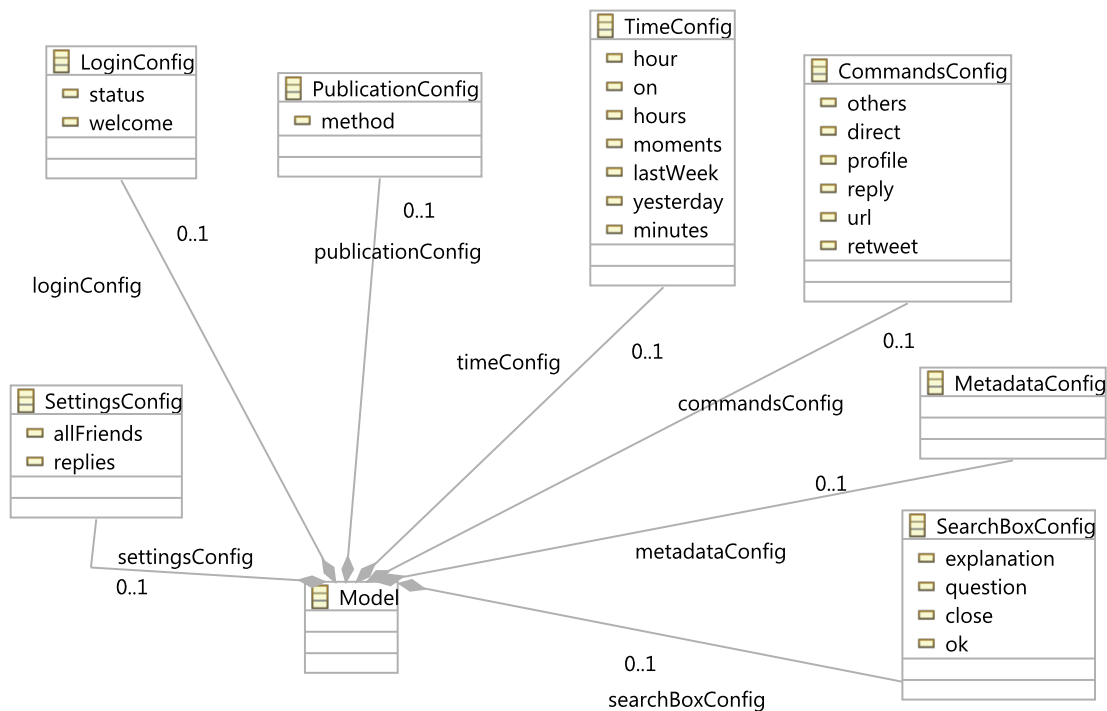 TimeConfig
hour
on
hours
moments
lastWeek
yesterday
minutes
LoginConfig
status
welcome
PublicationConfig
method
CommandsConfig
others
direct
profile
reply
url
retweet
0..1
loginConfig
0..1
publicationConfig
timeConfig
0..1
0..1
commandsConfig
MetadataConfig
0..1
metadataConfig
SettingsConfig
allFriends
replies
settingsConfig
0..1
Model
SearchBoxConfig
explanation
question
close
ok
0..1
searchBoxConfig